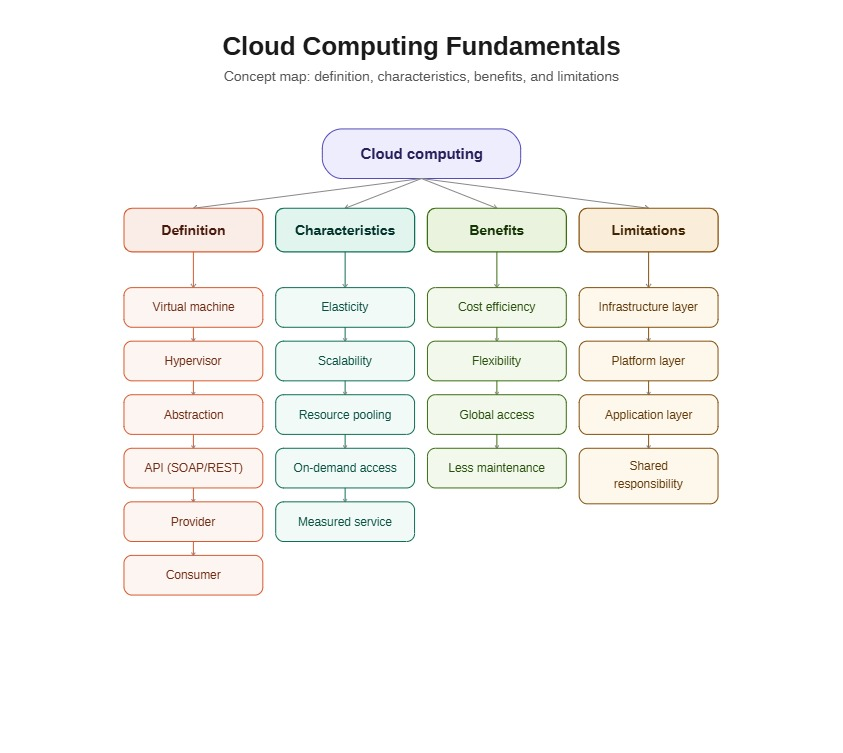 Cloud Computing Fundamentals
Concept map: definition, characteristics, benefits, and limitations
Cloud computing
Definition
Characteristics
Benefits
Limitations
Virtual machine
Elasticity
Cost efficiency
Infrastructure layer
Hypervisor
Scalability
Flexibility
Platform layer
Abstraction
Resource pooling
Global access
Application layer
API (SOAP/REST)
On-demand access
Less maintenance
Shared
responsibility
Provider
Measured service
Consumer